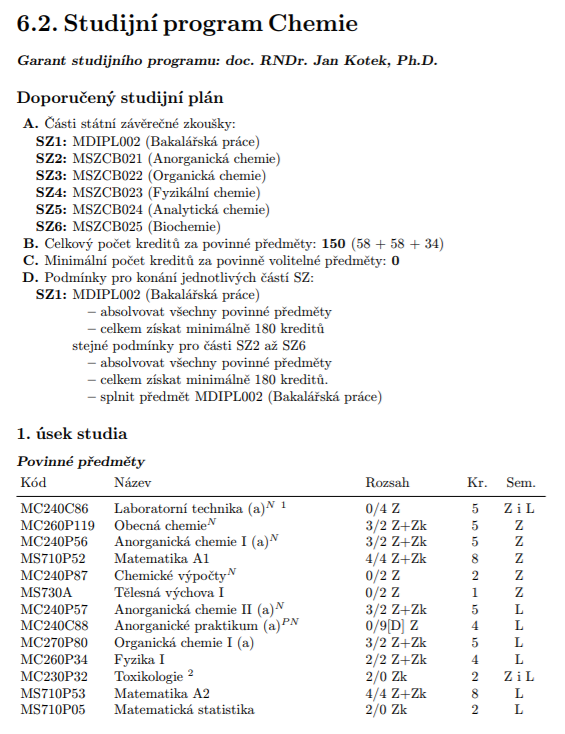 6.2. Studijní program Chemie
Garant studijního programu: doc. RNDr. Jan Kotek, Ph.D.
Doporučený studijní plán
A. Části státní závěrečné zkoušky:
SZ1: MDIPL002 (Bakalářská práce)
SZ2: MSZCB021 (Anorganická chemie)
SZ3: MSZCB022 (Organická chemie)
SZ4: MSZCB023 (Fyzikální chemie)
SZ5: MSZCB024 (Analytická chemie)
SZ6: MSZCB025 (Biochemie)
B. Celkový počet kreditů za povinné předměty: 150 (58 + 58 + 34)
C. Minimální počet kreditů za povinně volitelné předměty: 0
D. Podmínky pro konání jednotlivých částí SZ:
SZ1: MDIPL002 (Bakalářská práce)
– absolvovat všechny povinné předměty
– celkem získat minimálně 180 kreditů
stejné podmínky pro části SZ2 až SZ6
– absolvovat všechny povinné předměty
– celkem získat minimálně 180 kreditů.
– splnit předmět MDIPL002 (Bakalářská práce)
1. úsek studia
Povinné předměty
Kód Název Rozsah Kr. Sem.
MC240C86 Laboratorní technika (a)N 1 0/4 Z 5 Z i L
MC260P119 Obecná chemieN 3/2 Z+Zk 5 Z
MC240P56 Anorganická chemie I (a)N 3/2 Z+Zk 5 Z
MS710P52 Matematika A1 4/4 Z+Zk 8 Z
MC240P87 Chemické výpočtyN 0/2 Z 2 Z
MS730A Tělesná výchova I 0/2 Z 1 Z
MC240P57 Anorganická chemie II (a)N 3/2 Z+Zk 5 L
MC240C88 Anorganické praktikum (a)PN 0/9[D] Z 4 L
MC270P80 Organická chemie I (a) 3/2 Z+Zk 5 L
MC260P34 Fyzika I 2/2 Z+Zk 4 L
MC230P32 Toxikologie 2 2/0 Zk 2 Z i L
MS710P53 Matematika A2 4/4 Z+Zk 8 L
MS710P05 Matematická statistika 2/0 Zk 2 L